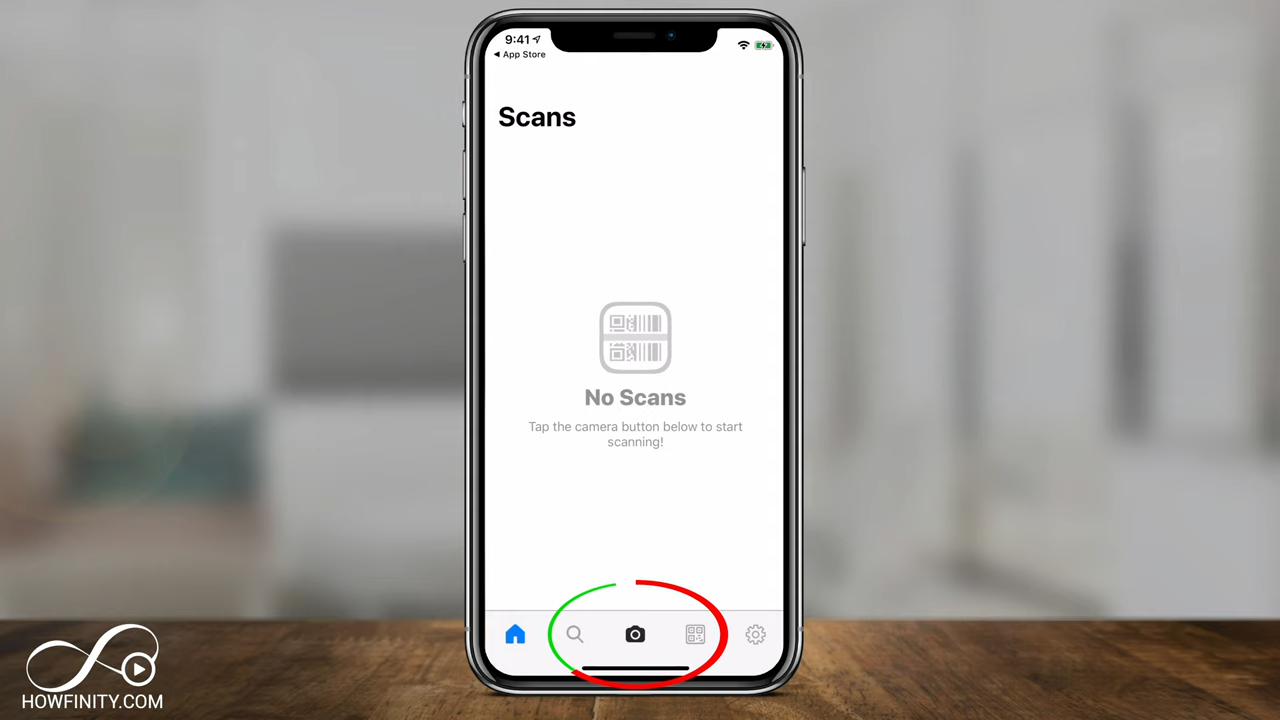 9:41
App Store
Scans
No Scans
Tap the camera button below to start
scanning!
HOWFINITY.COM